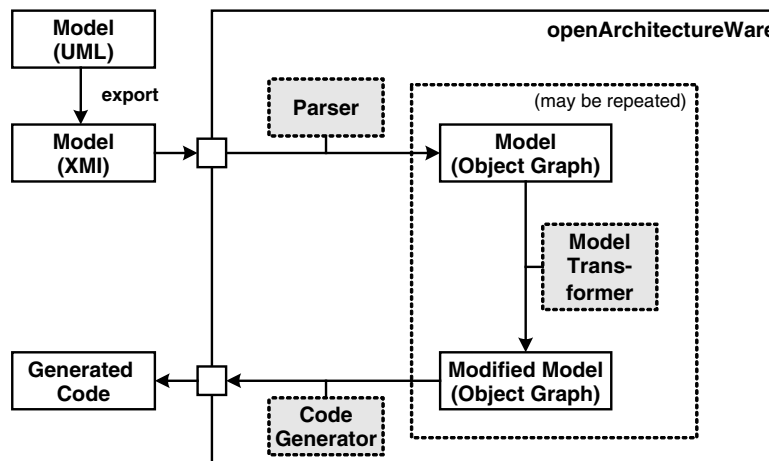 Model
(UML)
openArchitectureWare
export
Parser
(may be repeated)
Model
(XMI)
Model
(Object Graph)
Model
Trans-
former
Generated
Code
Modified Model
(Object Graph)
Code
Generator